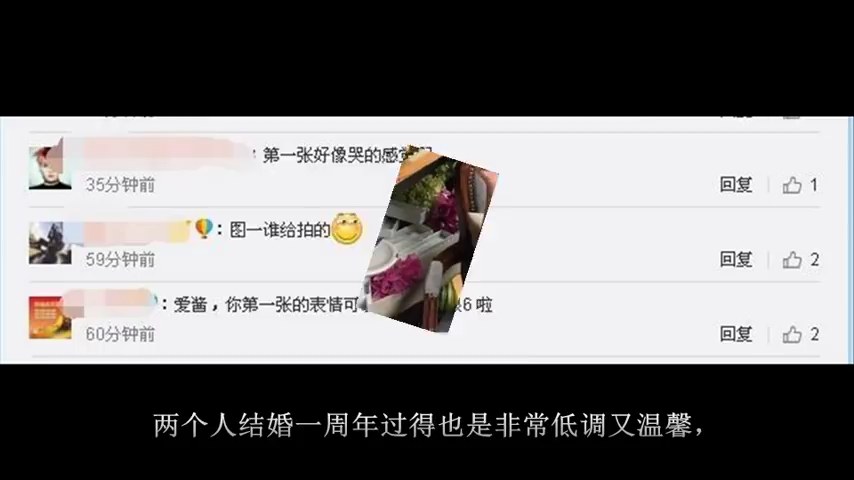 ：第一张好像哭的感觉
35分钟前 回复 1
：图一谁给拍的
59分钟前 回复 2
：爱酱，你第一张的表情可 6 啦
60分钟前 回复 2
两个人结婚一周年过得也是非常低调又温馨，